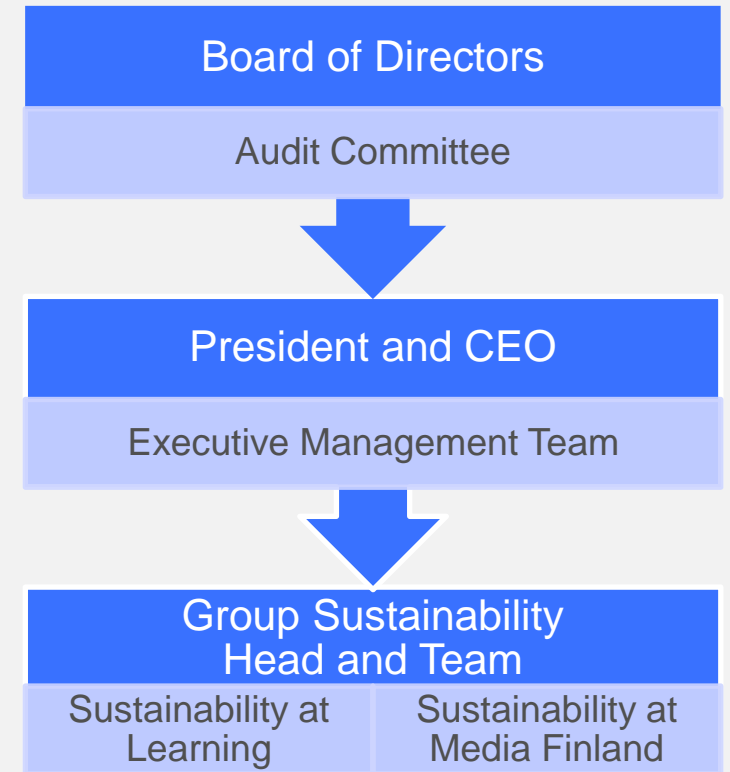 Board of Directors
Audit Committee
President and CEO
Executive Management Team
Group Sustainability
Head and Team
Sustainability at
Learning
Sustainability at
Media Finland